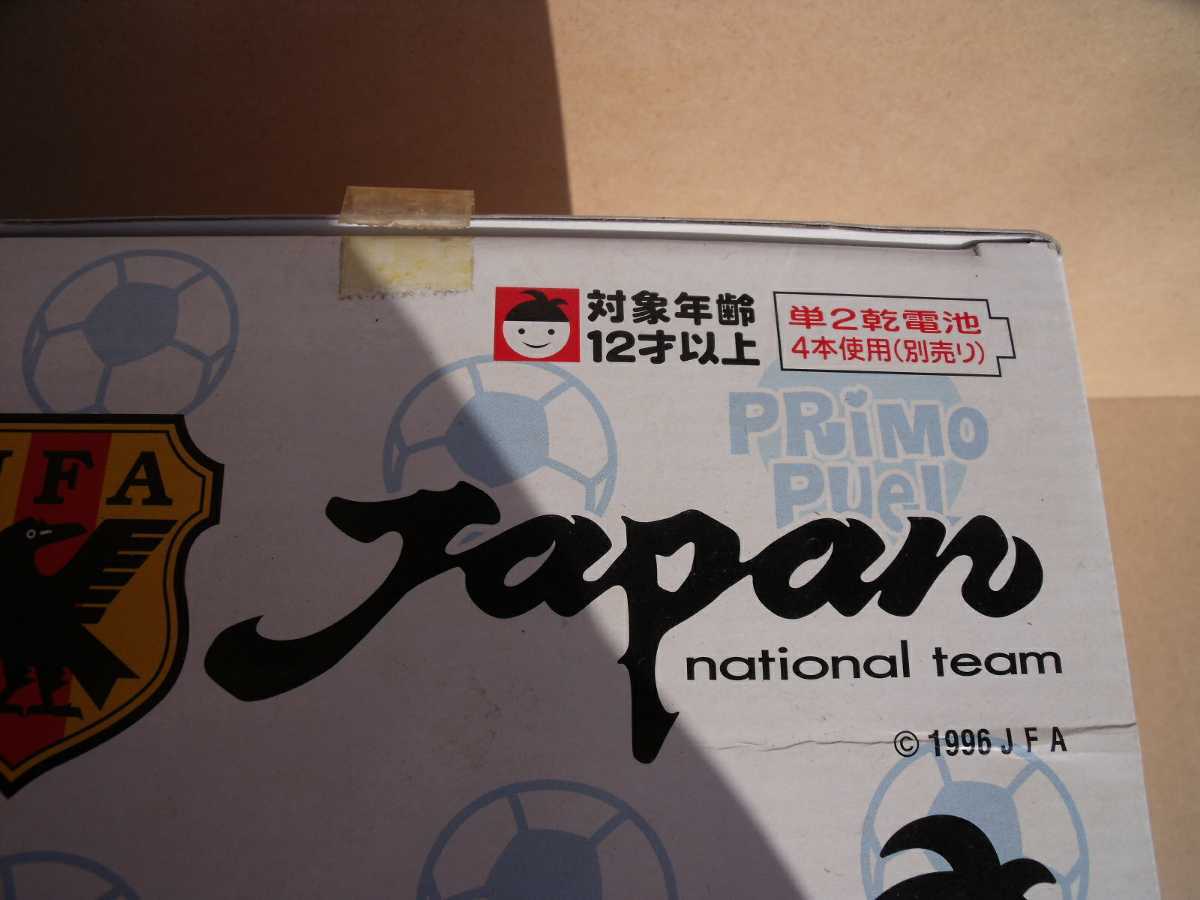 対象年齢
12才以上
単2乾電池
4本使用(別売り)
PRiMO
PUEL
JFA
Japan
national team
© 1996 JFA